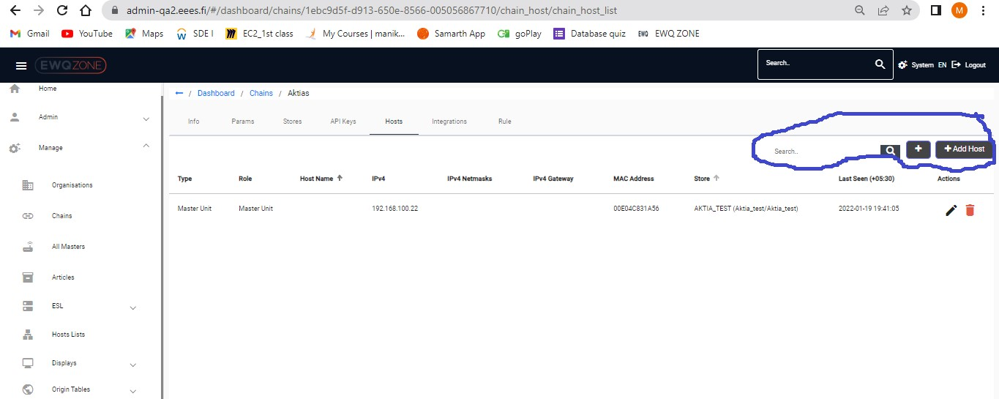 admin-qa2.eees.fi/#/dashboard/chains/1ebc9d5f-d913-650e-8566-005056867710/chain_host/chain_host_list
M
Gmail YouTube Maps SDE I EC2_1st class My Courses | manik... Samarth App goPlay Database quiz EWQ EWQ ZONE
EWQZONE Search.. System EN Logout
Home
Admin
Manage
Organisations
Chains
All Masters
Articles
ESL
Hosts Lists
Displays
Origin Tables
← / Dashboard / Chains / Aktias
Info Params Stores API Keys Hosts Integrations Rule
Search.. + + Add Host
Type Role Host Name ↑ IPv4 IPv4 Netmasks IPv4 Gateway MAC Address Store ↑ Last Seen (+05:30) Actions
Master Unit Master Unit 192.168.100.22 00E04C831A56 AKTIA_TEST (Aktia_test/Aktia_test) 2022-01-19 19:41:05